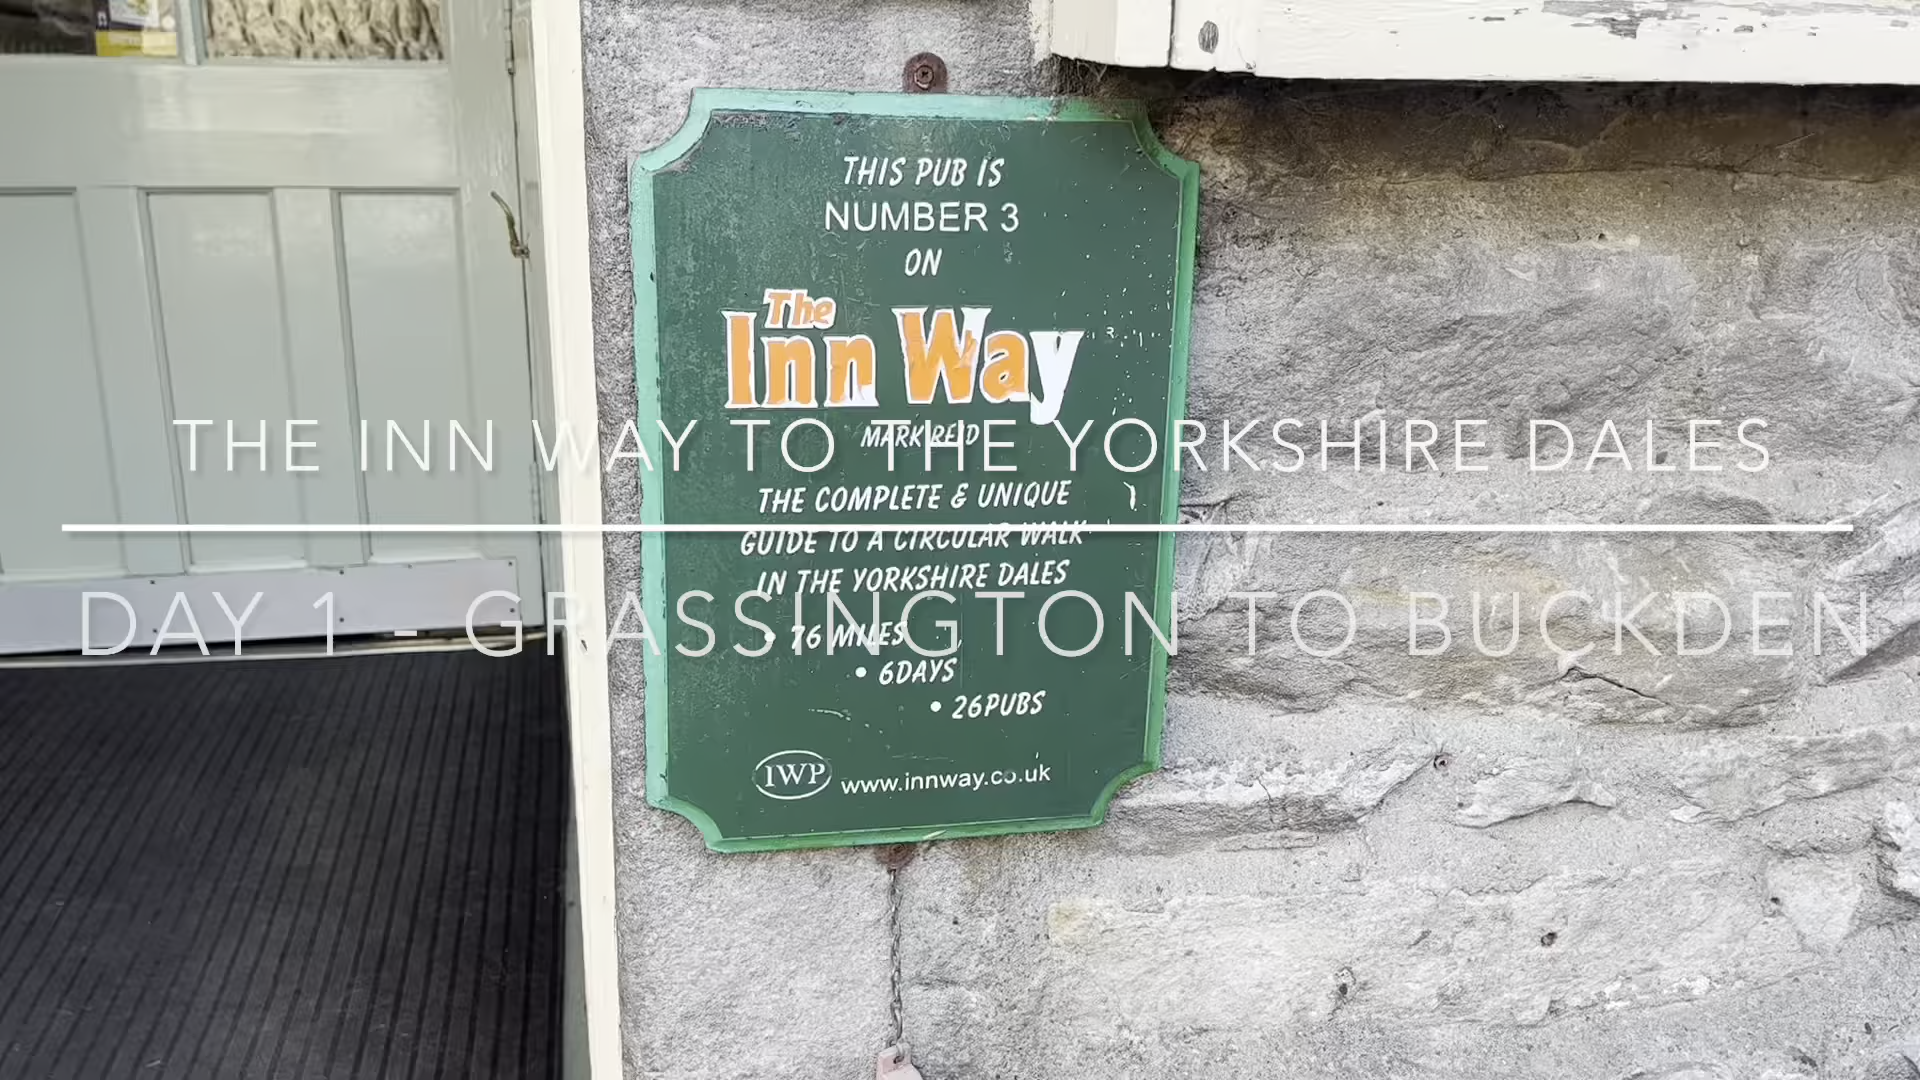 THIS PUB IS
NUMBER 3
ON
The
Inn Way
MARK REID
THE INN WAY TO THE YORKSHIRE DALES
THE COMPLETE & UNIQUE
GUIDE TO A CIRCULAR WALK
IN THE YORKSHIRE DALES
DAY 1 - GRASSINGTON TO BUCKDEN
• 76 MILES
• 6DAYS
• 26PUBS
IWP www.innway.co.uk